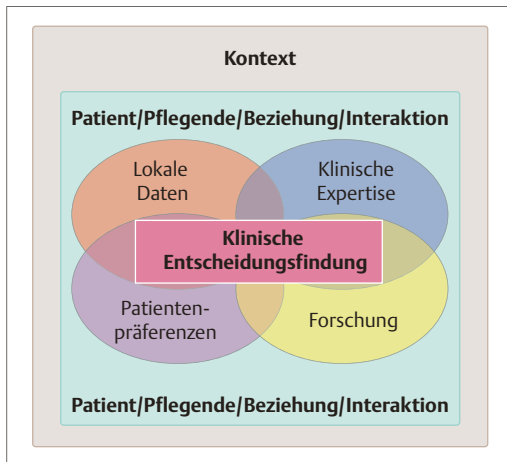 Kontext
Patient/Pflegende/Beziehung/Interaktion
Lokale
Daten
Klinische
Expertise
Klinische
Entscheidungsfindung
Patienten-
präferenzen
Forschung
Patient/Pflegende/Beziehung/Interaktion